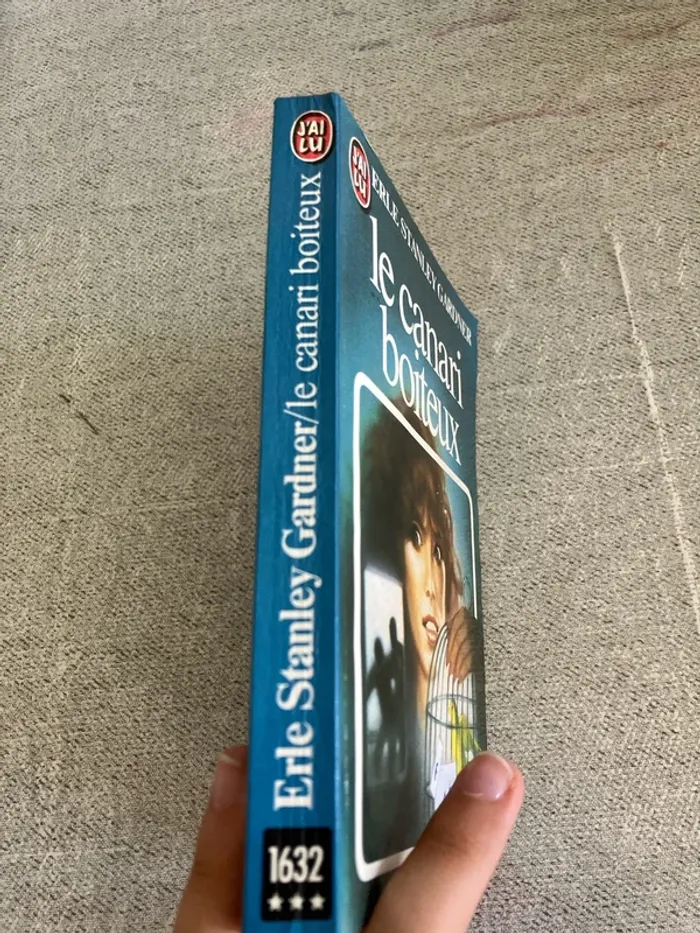 J'AI
LU
Erle Stanley Gardner/le canari boiteux
1632
★★★
J'AI
LU
ERLE STANLEY GARDNER
le canari
boiteux